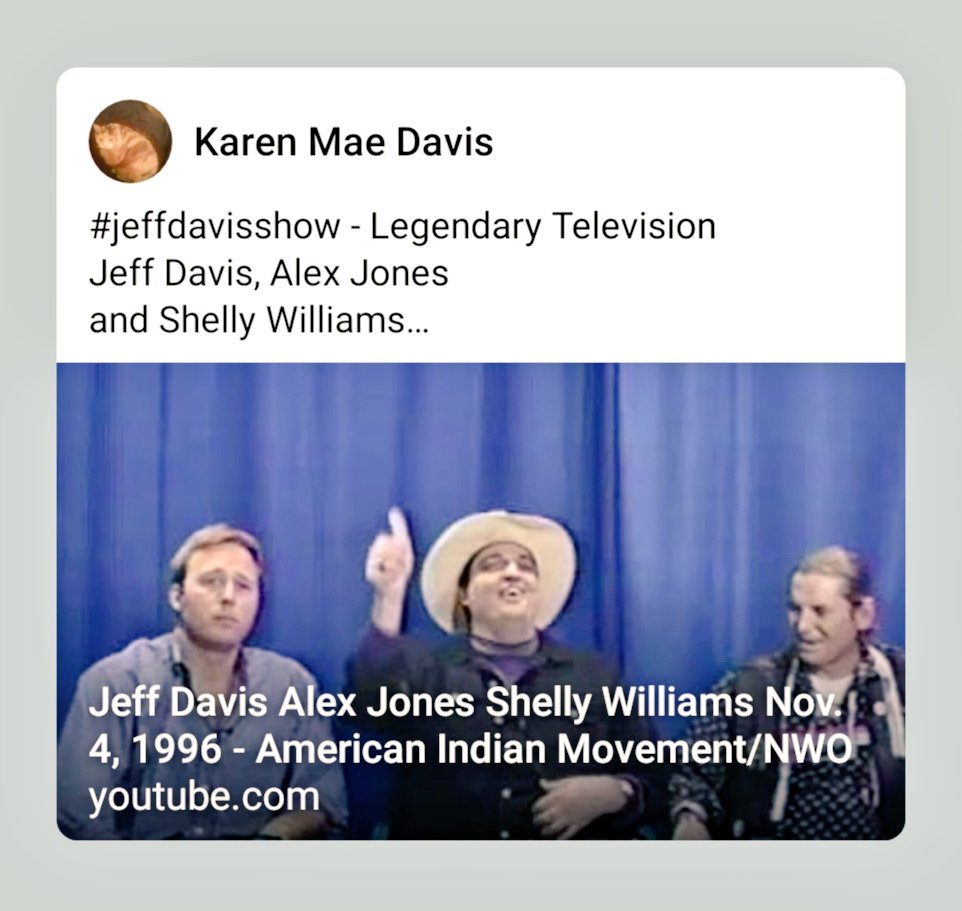 Karen Mae Davis
#jeffdavisshow - Legendary Television
Jeff Davis, Alex Jones
and Shelly Williams...
Jeff Davis Alex Jones Shelly Williams Nov.
4, 1996 - American Indian Movement/NWO
youtube.com